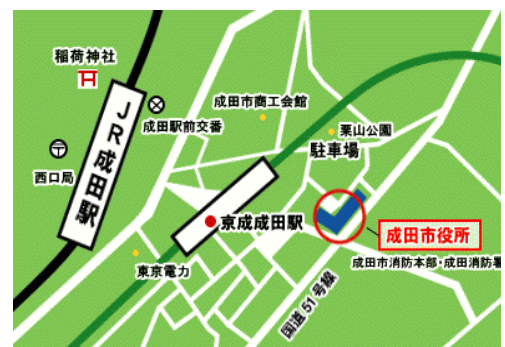 稲荷神社
JR成田駅
成田駅前交番
西口局
成田市商工会館
栗山公園
駐車場
京成成田駅
成田市役所
成田市消防本部・成田消防署
東京電力
国道51号線